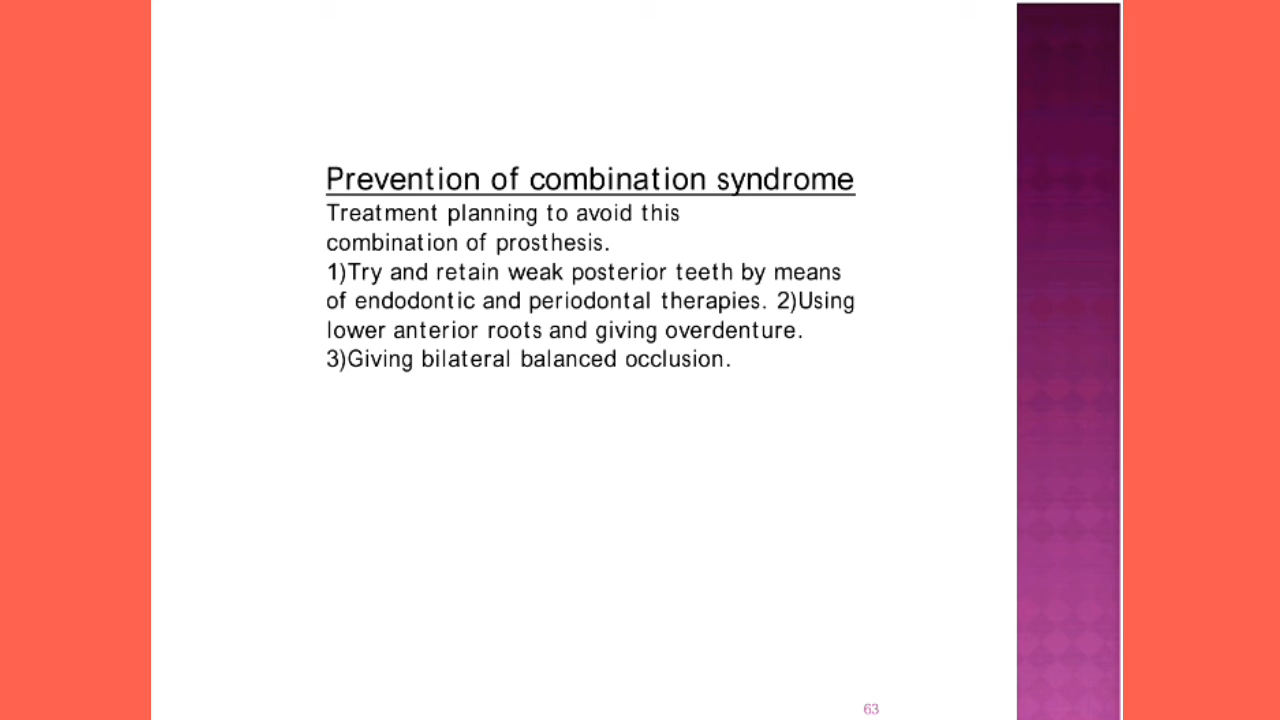 Prevention of combination syndrome
Treatment planning to avoid this
combination of prosthesis.
1)Try and retain weak posterior teeth by means
of endodontic and periodontal therapies. 2)Using
lower anterior roots and giving overdenture.
3)Giving bilateral balanced occlusion.
63